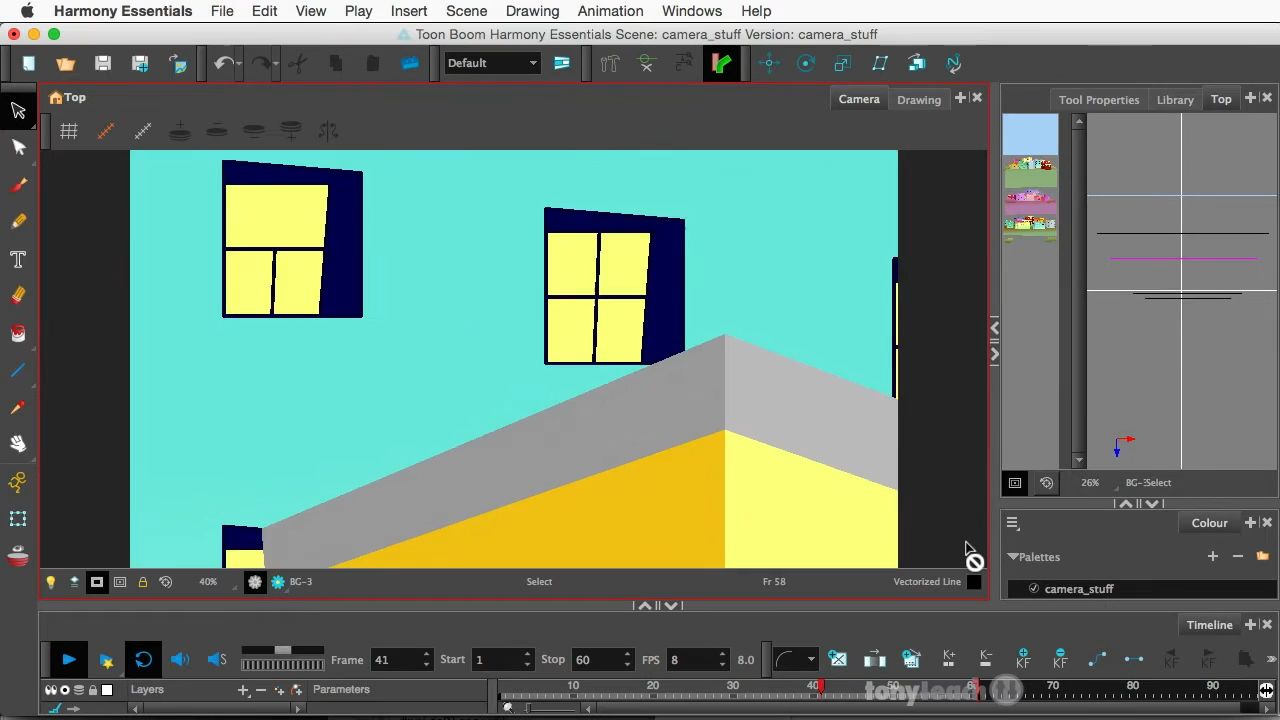 Harmony Essentials File Edit View Play Insert Scene Drawing Animation Windows Help
Toon Boom Harmony Essentials Scene: camera_stuff Version: camera_stuff
Default
Top Camera Drawing Tool Properties Library Top
26% BG-3Select
Colour
Palettes
camera_stuff
40% BG-3 Select Fr 58 Vectorized Line
Timeline
Frame 41 Start 1 Stop 60 FPS 8 8.0
Layers Parameters 10 20 30 40 50 70 80 90
tonyteach